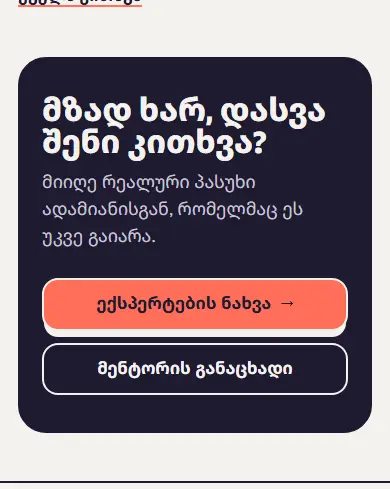 მზად ხარ, დასვა
შენი კითხვა?
მიიღე რეალური პასუხი
ადამიანისგან, რომელმაც ეს
უკვე გაიარა.
ექსპერტების ნახვა →
მენტორის განაცხადი